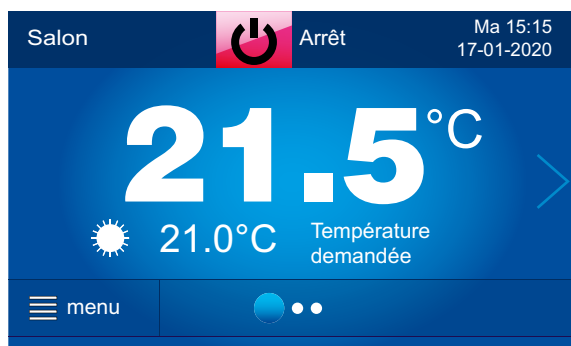 Salon
Arrêt
Ma 15:15
17-01-2020
21.5°C
21.0°C
Température
demandée
menu